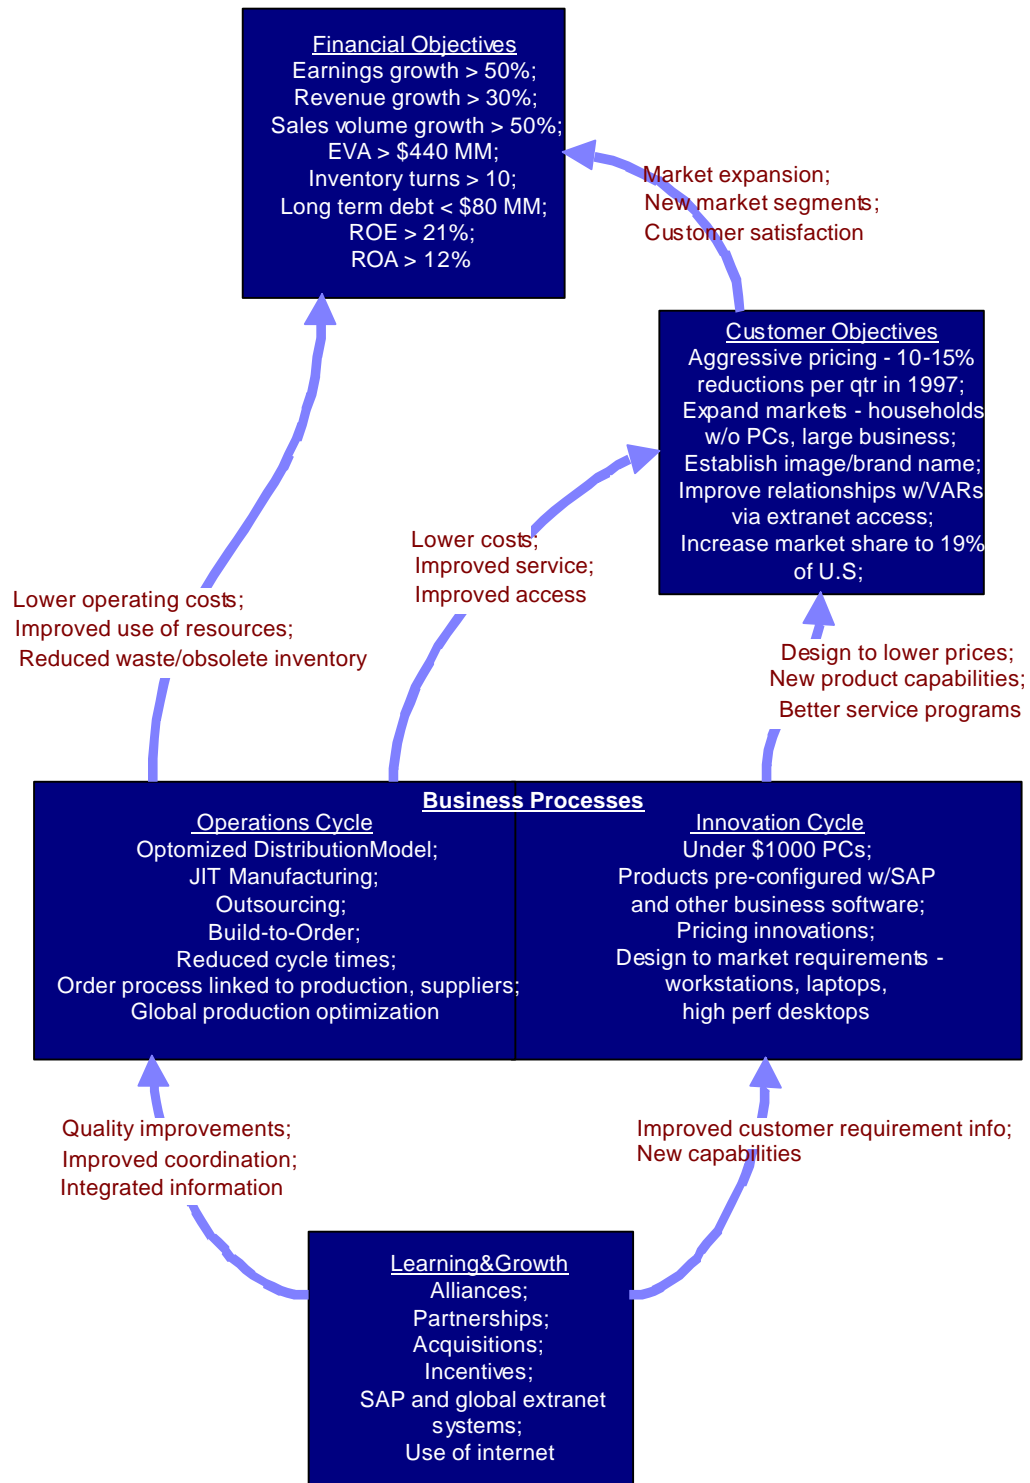 Financial Objectives
Earnings growth > 50%;
Revenue growth > 30%;
Sales volume growth > 50%;
EVA > $440 MM;
Inventory turns > 10;
Long term debt < $80 MM;
ROE > 21%;
ROA > 12%
Market expansion;
New market segments;
Customer satisfaction
Customer Objectives
Aggressive pricing - 10-15%
reductions per qtr in 1997;
Expand markets - households
w/o PCs, large business;
Establish image/brand name;
Improve relationships w/VARs
via extranet access;
Increase market share to 19%
of U.S;
Lower costs;
Improved service;
Improved access
Lower operating costs;
Improved use of resources;
Reduced waste/obsolete inventory
Design to lower prices;
New product capabilities;
Better service programs
Business Processes
Operations Cycle
Optomized DistributionModel;
JIT Manufacturing;
Outsourcing;
Build-to-Order;
Reduced cycle times;
Order process linked to production, suppliers;
Global production optimization
Innovation Cycle
Under $1000 PCs;
Products pre-configured w/SAP
and other business software;
Pricing innovations;
Design to market requirements -
workstations, laptops,
high perf desktops
Quality improvements;
Improved coordination;
Integrated information
Improved customer requirement info;
New capabilities
Learning&Growth
Alliances;
Partnerships;
Acquisitions;
Incentives;
SAP and global extranet
systems;
Use of internet